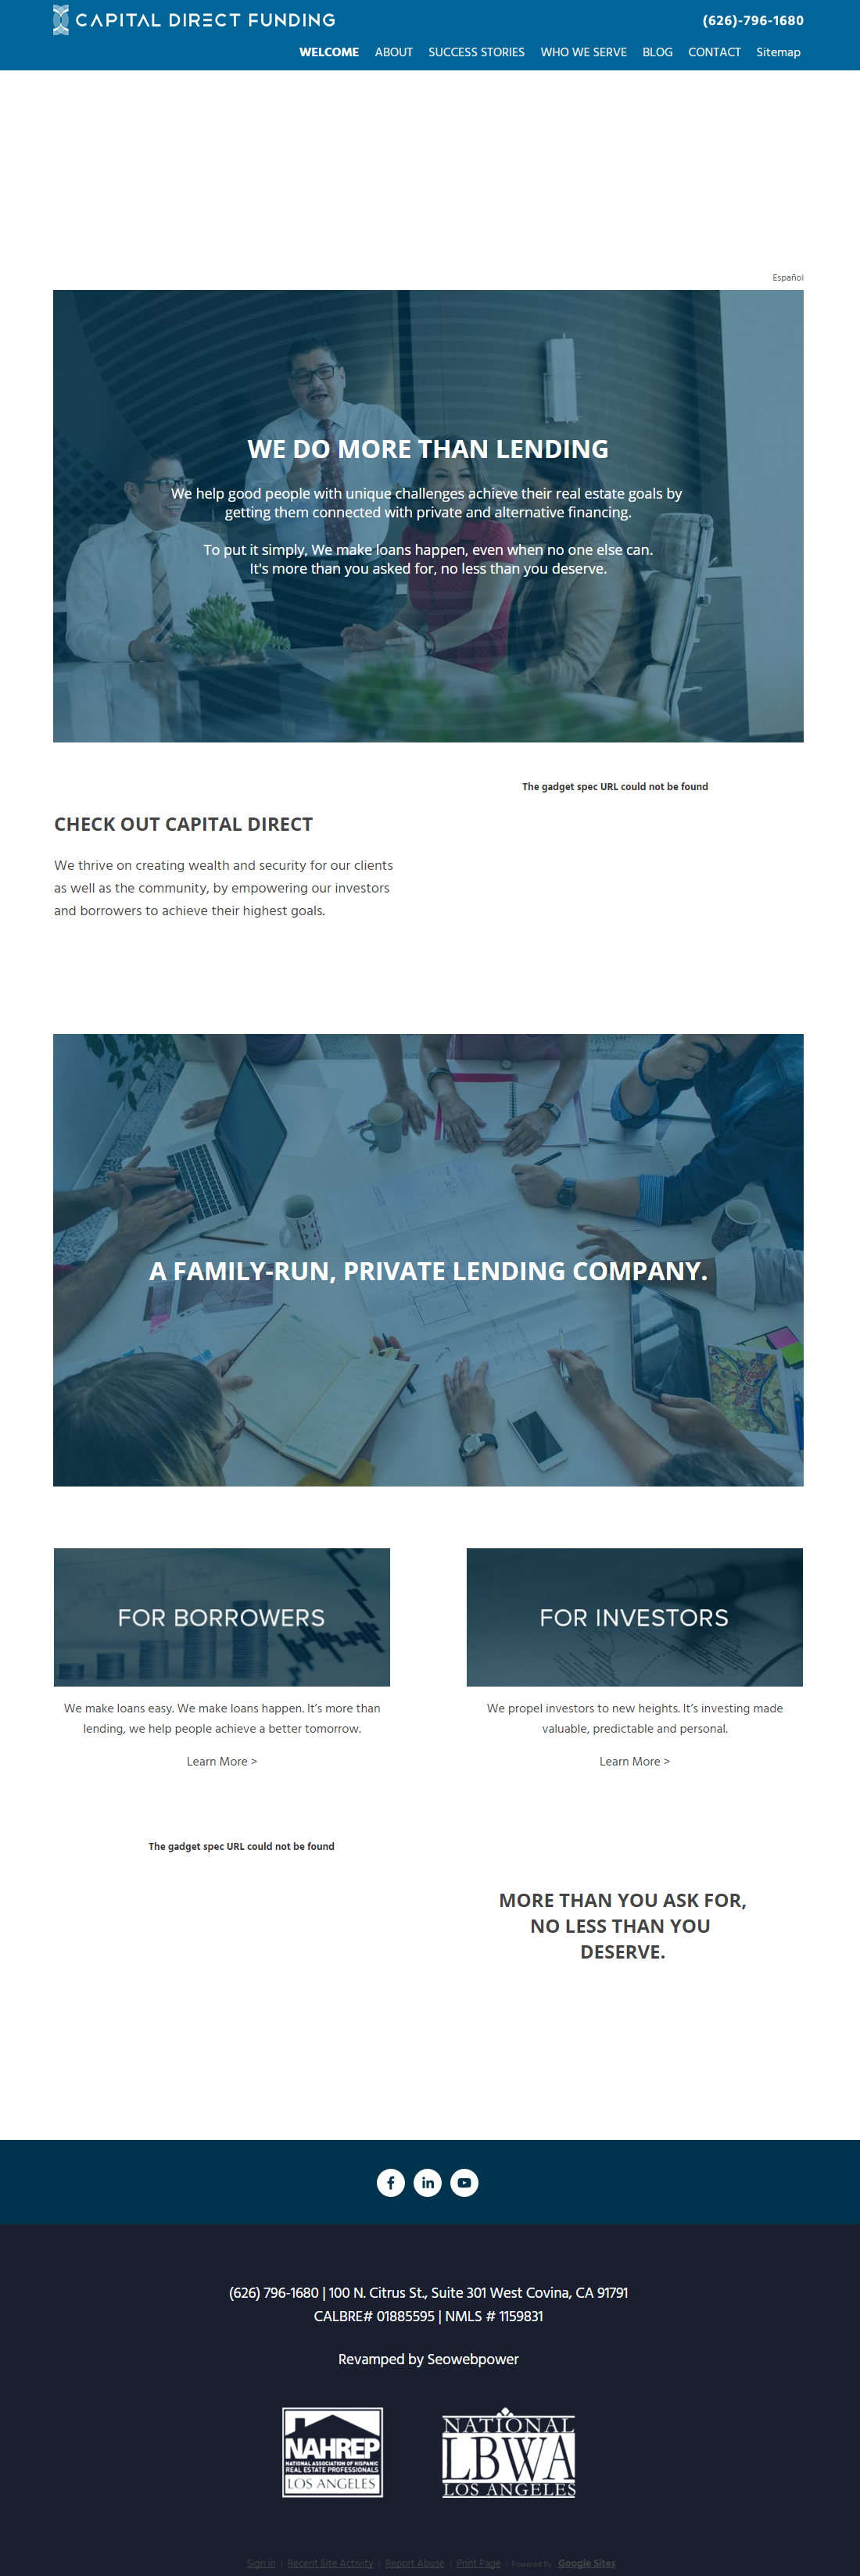 CAPITAL DIRECT FUNDING
(626)-796-1680
WELCOME ABOUT SUCCESS STORIES WHO WE SERVE BLOG CONTACT Sitemap
Español
WE DO MORE THAN LENDING
We help good people with unique challenges achieve their real estate goals by
getting them connected with private and alternative financing.
To put it simply, We make loans happen, even when no one else can.
It's more than you asked for, no less than you deserve.
The gadget spec URL could not be found
CHECK OUT CAPITAL DIRECT
We thrive on creating wealth and security for our clients
as well as the community, by empowering our investors
and borrowers to achieve their highest goals.
A FAMILY-RUN, PRIVATE LENDING COMPANY.
FOR BORROWERS
We make loans easy. We make loans happen. It’s more than
lending, we help people achieve a better tomorrow.
Learn More >
FOR INVESTORS
We propel investors to new heights. It’s investing made
valuable, predictable and personal.
Learn More >
The gadget spec URL could not be found
MORE THAN YOU ASK FOR,
NO LESS THAN YOU
DESERVE.
(626) 796-1680 | 100 N. Citrus St., Suite 301 West Covina, CA 91791
CALBRE# 01885595 | NMLS # 1159831
Revamped by Seowebpower
NAHREP
NATIONAL ASSOCIATION OF HISPANIC
REAL ESTATE PROFESSIONALS
LOS ANGELES
NATIONAL
LBWA
LOS ANGELES
Sign in | Recent Site Activity | Report Abuse | Print Page | Powered By Google Sites